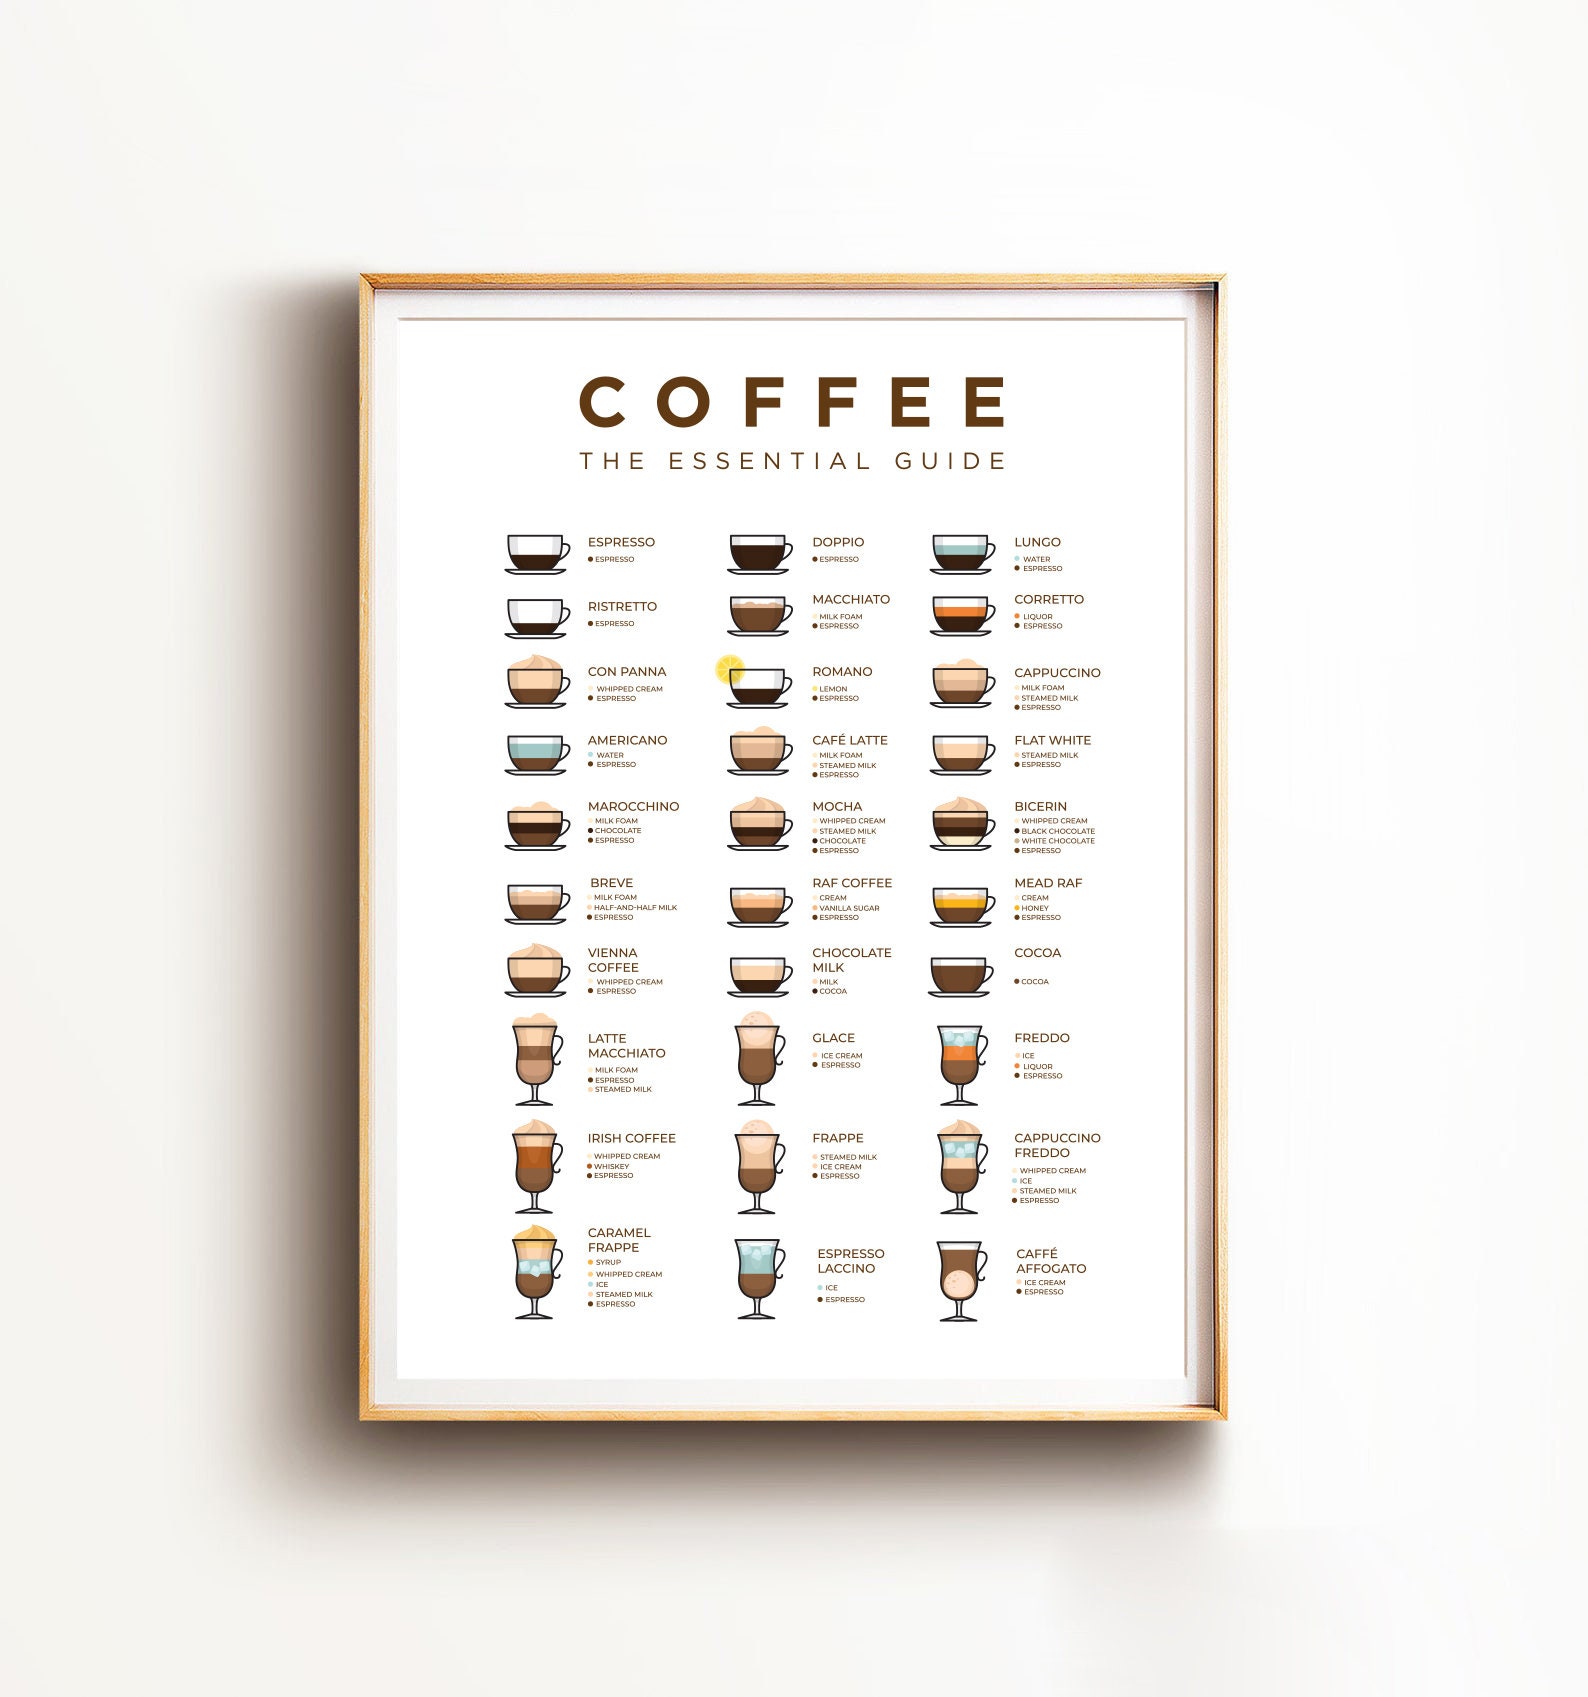 COFFEE
THE ESSENTIAL GUIDE
ESPRESSO
ESPRESSO
DOPPIO
ESPRESSO
LUNGO
WATER
ESPRESSO
RISTRETTO
ESPRESSO
MACCHIATO
MILK FOAM
ESPRESSO
CORRETTO
LIQUOR
ESPRESSO
CON PANNA
WHIPPED CREAM
ESPRESSO
ROMANO
LEMON
ESPRESSO
CAPPUCCINO
MILK FOAM
STEAMED MILK
ESPRESSO
AMERICANO
WATER
ESPRESSO
CAFÉ LATTE
MILK FOAM
STEAMED MILK
ESPRESSO
FLAT WHITE
STEAMED MILK
ESPRESSO
MAROCCHINO
MILK FOAM
CHOCOLATE
ESPRESSO
MOCHA
WHIPPED CREAM
STEAMED MILK
CHOCOLATE
ESPRESSO
BICERIN
WHIPPED CREAM
BLACK CHOCOLATE
WHITE CHOCOLATE
ESPRESSO
BREVE
MILK FOAM
HALF-AND-HALF MILK
ESPRESSO
RAF COFFEE
CREAM
VANILLA SUGAR
ESPRESSO
MEAD RAF
CREAM
HONEY
ESPRESSO
VIENNA
COFFEE
WHIPPED CREAM
ESPRESSO
CHOCOLATE
MILK
MILK
COCOA
COCOA
COCOA
LATTE
MACCHIATO
MILK FOAM
ESPRESSO
STEAMED MILK
GLACE
ICE CREAM
ESPRESSO
FREDDO
ICE
LIQUOR
ESPRESSO
IRISH COFFEE
WHIPPED CREAM
WHISKEY
ESPRESSO
FRAPPE
STEAMED MILK
ICE CREAM
ESPRESSO
CAPPUCCINO
FREDDO
WHIPPED CREAM
ICE
STEAMED MILK
ESPRESSO
CARAMEL
FRAPPE
SYRUP
WHIPPED CREAM
ICE
STEAMED MILK
ESPRESSO
ESPRESSO
LACCINO
ICE
ESPRESSO
CAFFÉ
AFFOGATO
ICE CREAM
ESPRESSO